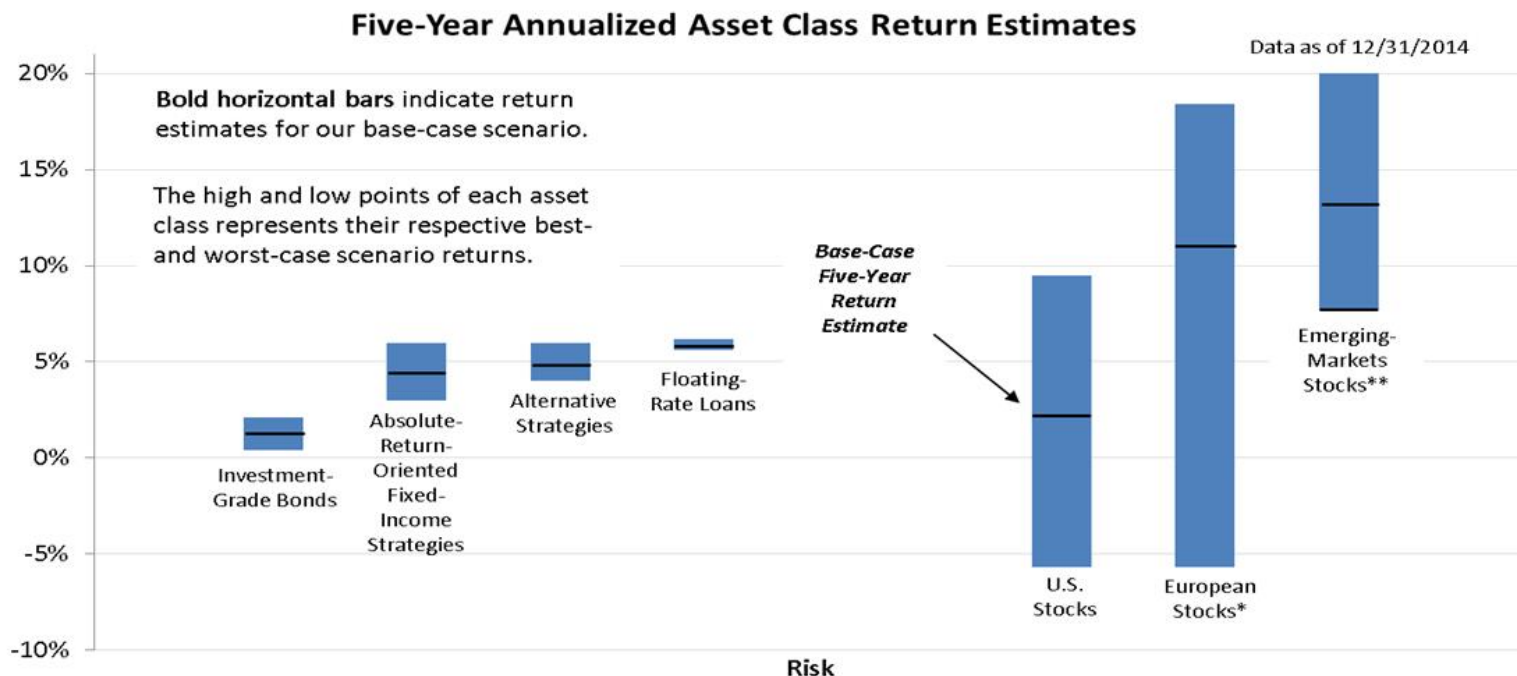 Five-Year Annualized Asset Class Return Estimates
Data as of 12/31/2014
20%
15%
10%
5%
0%
-5%
-10%
Bold horizontal bars indicate return
estimates for our base-case scenario.
The high and low points of each asset
class represents their respective best-
and worst-case scenario returns.
Base-Case
Five-Year
Return
Estimate
Investment-
Grade Bonds
Absolute-
Return-
Oriented
Fixed-
Income
Strategies
Alternative
Strategies
Floating-
Rate Loans
U.S.
Stocks
European
Stocks*
Emerging-
Markets
Stocks**
Risk